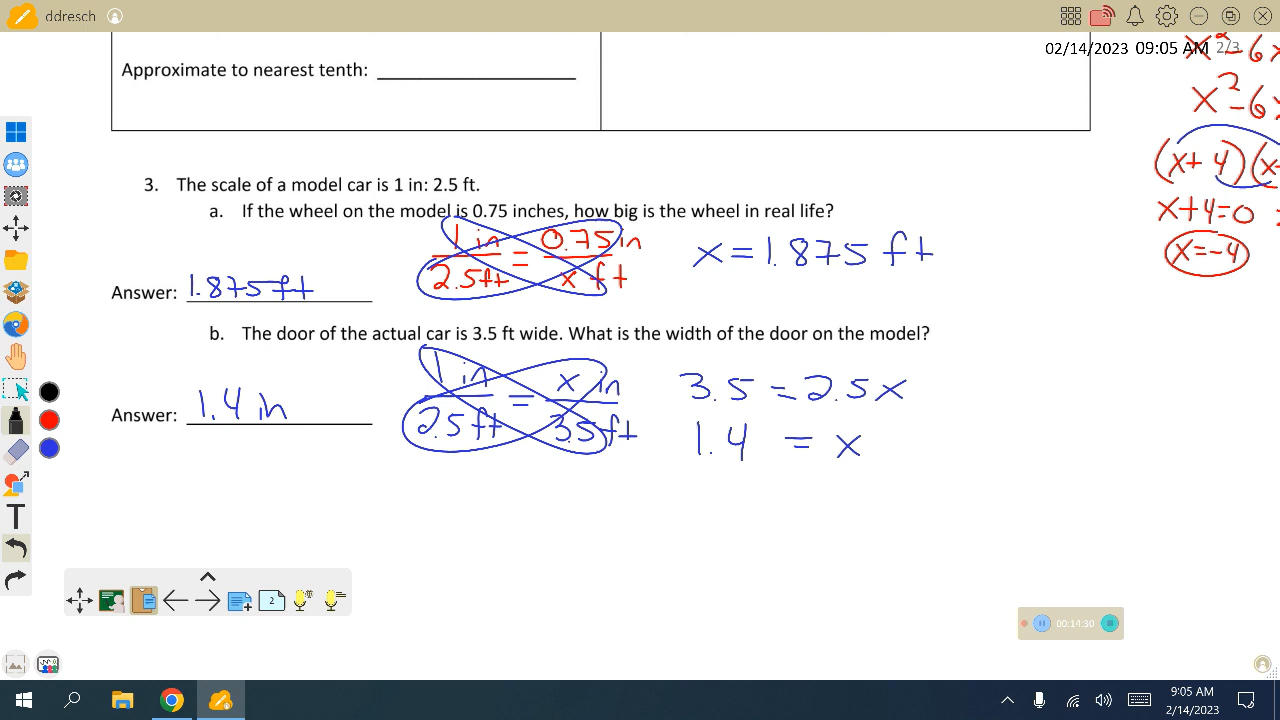 ddresch
02/14/2023 09:05 AM 2/3
Approximate to nearest tenth:
3. The scale of a model car is 1 in: 2.5 ft.
a. If the wheel on the model is 0.75 inches, how big is the wheel in real life?
1 in / 2.5 ft = 0.75 in / x ft
x = 1.875 ft
Answer: 1.875 ft
b. The door of the actual car is 3.5 ft wide. What is the width of the door on the model?
1 in / 2.5 ft = x in / 3.5 ft
3.5 = 2.5x
1.4 = x
Answer: 1.4 in
x² - 6x
x² - 6x
(x + 4)(x
x + 4 = 0
x = -4
T
2
00:14:30
9:05 AM
2/14/2023